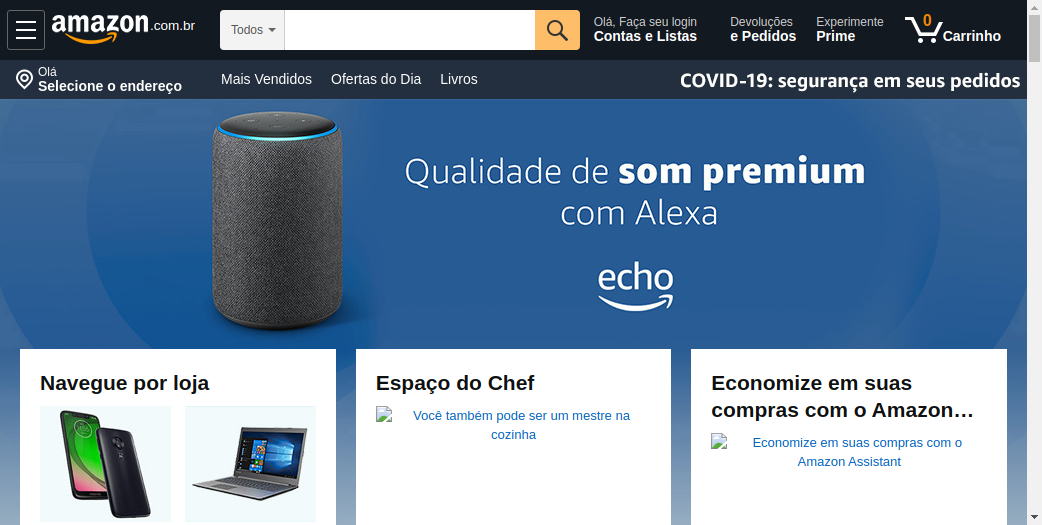 amazon.com.br
Todos
Olá, Faça seu login
Contas e Listas
Devoluções
e Pedidos
Experimente
Prime
0
Carrinho
Olá
Selecione o endereço
Mais Vendidos
Ofertas do Dia
Livros
COVID-19: segurança em seus pedidos
Qualidade de som premium
com Alexa
echo
Navegue por loja
Espaço do Chef
Você também pode ser um mestre na
cozinha
Economize em suas
compras com o Amazon…
Economize em suas compras com o
Amazon Assistant